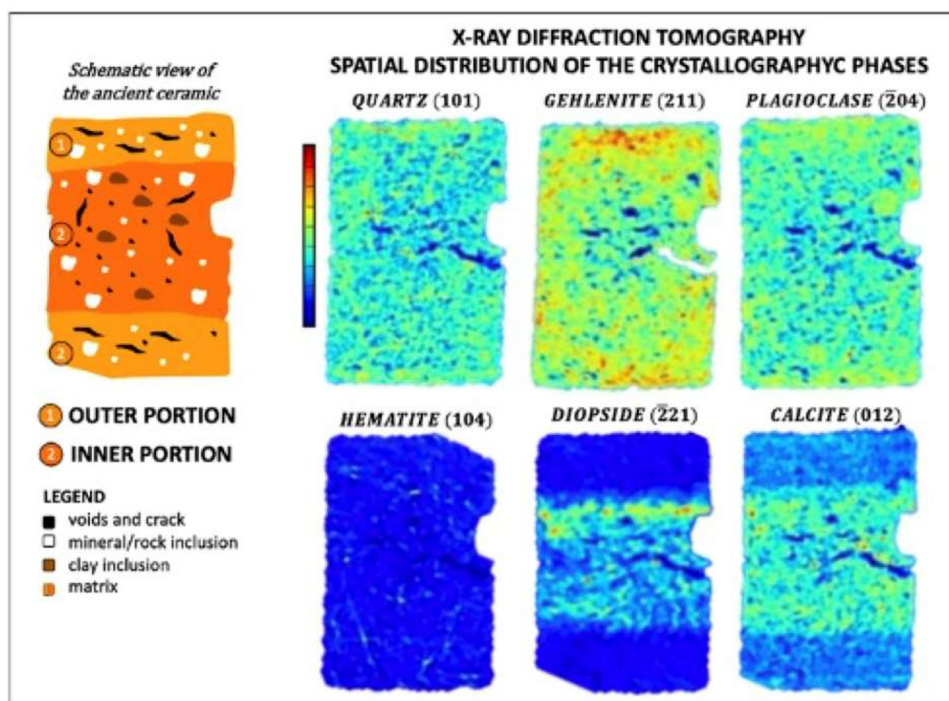 X-RAY DIFFRACTION TOMOGRAPHY
SPATIAL DISTRIBUTION OF THE CRYSTALLOGRAPHYC PHASES
Schematic view of
the ancient ceramic
QUARTZ (101)
GEHLENITE (211)
PLAGIOCLASE (2̅04)
1
2
2
HEMATITE (104)
DIOPSIDE (2̅21)
CALCITE (012)
1 OUTER PORTION
2 INNER PORTION
LEGEND
voids and crack
mineral/rock inclusion
clay inclusion
matrix